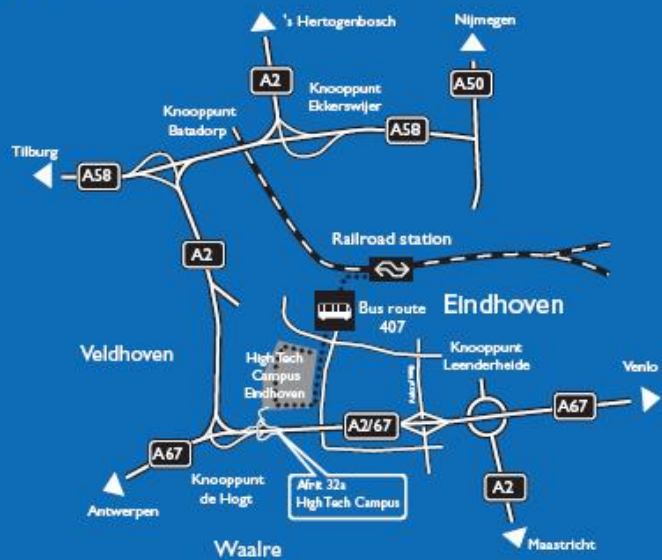 's Hertogenbosch
Nijmegen
A2
A50
Knooppunt
Ekkerswijer
Knooppunt
Batadorp
A58
Tilburg
A58
A2
Railroad station
Bus route
407
Eindhoven
Veldhoven
High Tech
Campus
Eindhoven
Knooppunt
Leenderheide
Venlo
A67
A2/67
A67
Knooppunt
de Hogt
Afrit 32a
High Tech Campus
A2
Antwerpen
Waalre
Maastricht